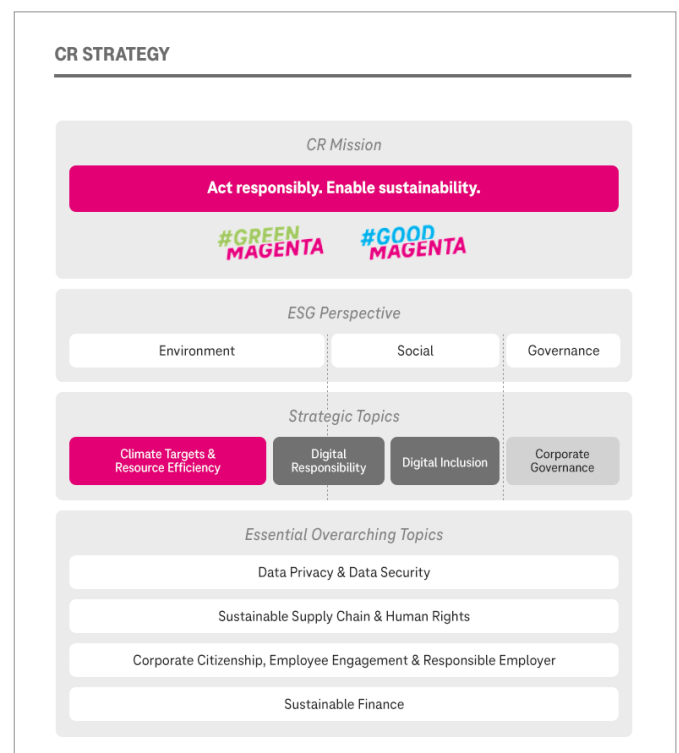 CR STRATEGY
CR Mission
Act responsibly. Enable sustainability.
#GREEN
MAGENTA
#GOOD
MAGENTA
ESG Perspective
Environment
Social
Governance
Strategic Topics
Climate Targets &
Resource Efficiency
Digital
Responsibility
Digital Inclusion
Corporate
Governance
Essential Overarching Topics
Data Privacy & Data Security
Sustainable Supply Chain & Human Rights
Corporate Citizenship, Employee Engagement & Responsible Employer
Sustainable Finance